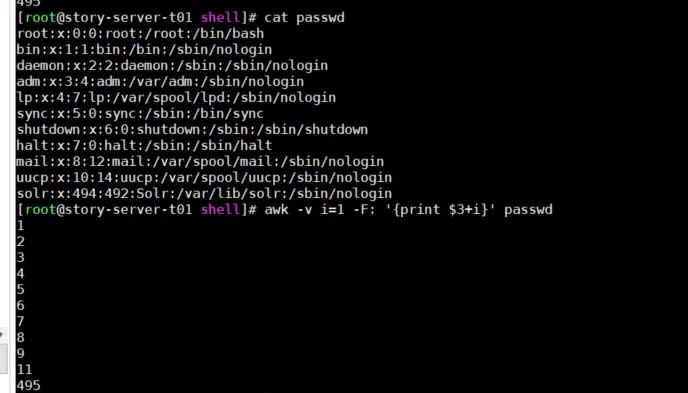 495
[root@story-server-t01 shell]# cat passwd
root:x:0:0:root:/root:/bin/bash
bin:x:1:1:bin:/bin:/sbin/nologin
daemon:x:2:2:daemon:/sbin:/sbin/nologin
adm:x:3:4:adm:/var/adm:/sbin/nologin
lp:x:4:7:lp:/var/spool/lpd:/sbin/nologin
sync:x:5:0:sync:/sbin:/bin/sync
shutdown:x:6:0:shutdown:/sbin:/sbin/shutdown
halt:x:7:0:halt:/sbin:/sbin/halt
mail:x:8:12:mail:/var/spool/mail:/sbin/nologin
uucp:x:10:14:uucp:/var/spool/uucp:/sbin/nologin
solr:x:494:492:Solr:/var/lib/solr:/sbin/nologin
[root@story-server-t01 shell]# awk -v i=1 -F: '{print $3+i}' passwd
1
2
3
4
5
6
7
8
9
11
495